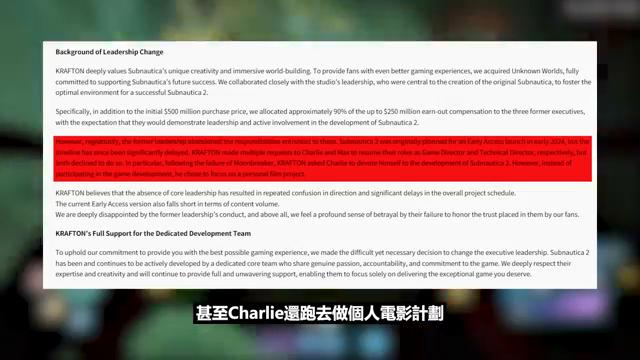 Background of Leadership Change
KRAFTON deeply values Subnautica's unique creativity and immersive world-building. To provide fans with even better gaming experiences, we acquired Unknown Worlds, fully
committed to supporting Subnautica's future success. We collaborated closely with the studio's leadership, who were central to the creation of the original Subnautica, to foster the
optimal environment for a successful Subnautica 2.
Specifically, in addition to the initial $500 million purchase price, we allocated approximately 90% of the up to $250 million earn-out compensation to the three former executives,
with the expectation that they would demonstrate leadership and active involvement in the development of Subnautica 2.
However, regrettably, the former leadership abandoned the responsibilities entrusted to them. Subnautica 2 was originally planned for an Early Access launch in early 2024, but the
timeline has since been significantly delayed. KRAFTON made multiple requests to Charlie and Max to resume their roles as Game Director and Technical Director, respectively, but
both declined to do so. In particular, following the failure of Moonbreaker, KRAFTON asked Charlie to devote himself to the development of Subnautica 2. However, instead of
participating in the game development, he chose to focus on a personal film project.
KRAFTON believes that the absence of core leadership has resulted in repeated confusion in direction and significant delays in the overall project schedule.
The current Early Access version also falls short in terms of content volume.
We are deeply disappointed by the former leadership's conduct, and above all, we feel a profound sense of betrayal by their failure to honor the trust placed in them by our fans.
KRAFTON's Full Support for the Dedicated Development Team
To uphold our commitment to provide you with the best possible gaming experience, we made the difficult yet necessary decision to change the executive leadership. Subnautica 2
has been and continues to be actively developed by a dedicated core team who share genuine passion, accountability, and commitment to the game. We deeply respect their
expertise and creativity and will continue to provide full and unwavering support, enabling them to focus solely on delivering the exceptional game you deserve.
甚至Charlie還跑去做個人電影計劃